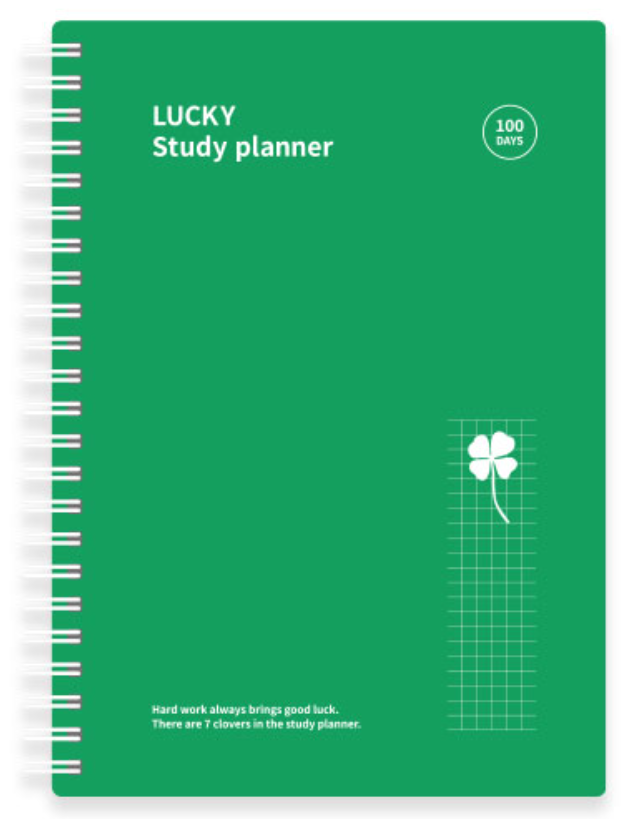 LUCKY
Study planner
100
DAYS
Hard work always brings good luck.
There are 7 clovers in the study planner.